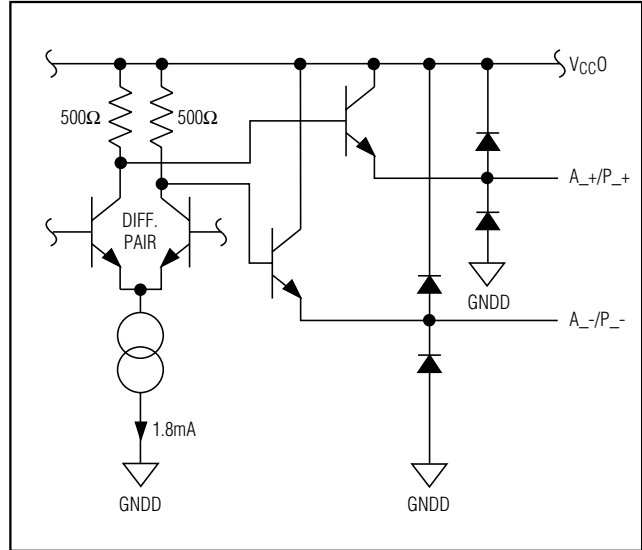 VCCO
500Ω 500Ω
A_+/P_+
DIFF.
PAIR
GNDD
A_-/P_-
1.8mA
GNDD
GNDD